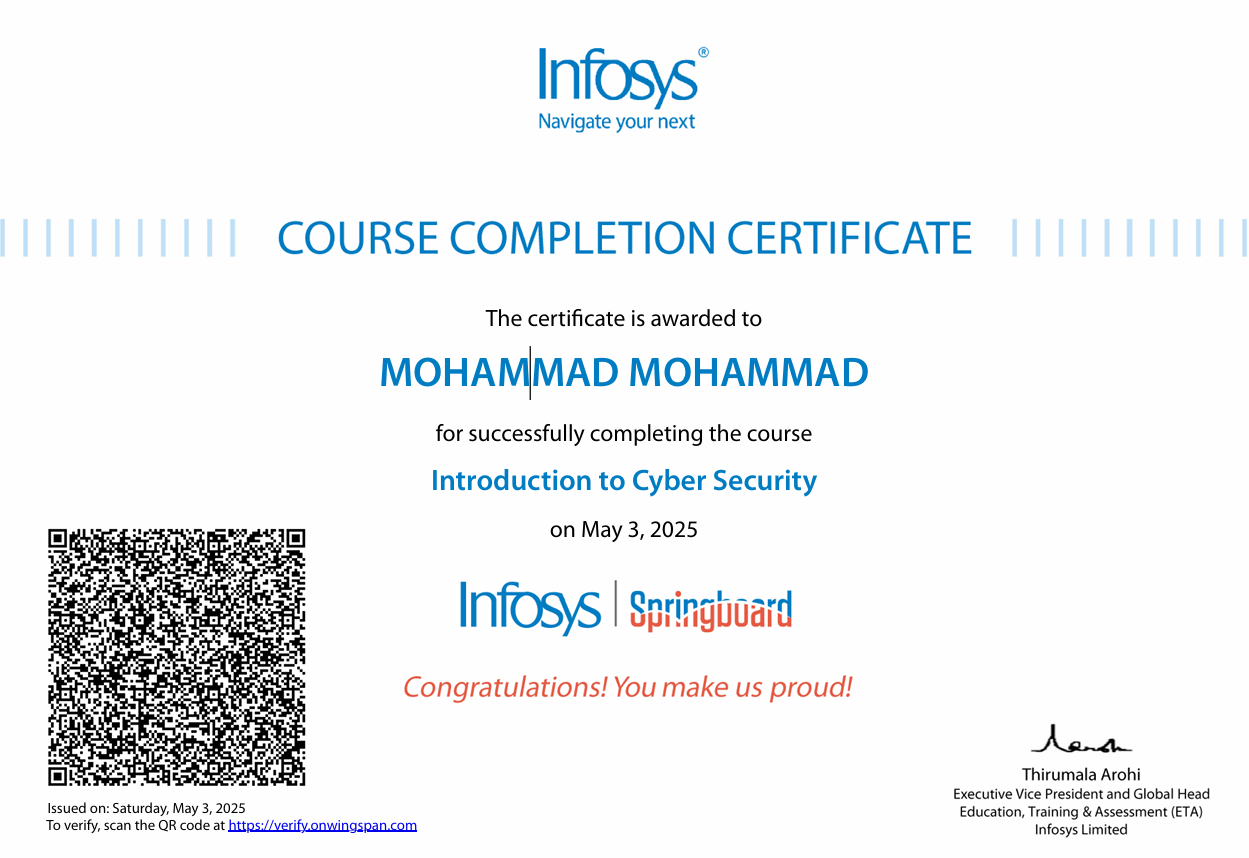 Infosys®
Navigate your next
COURSE COMPLETION CERTIFICATE
The certificate is awarded to
MOHAMMAD MOHAMMAD
for successfully completing the course
Introduction to Cyber Security
on May 3, 2025
Infosys | Springboard
Congratulations! You make us proud!
Thirumala Arohi
Executive Vice President and Global Head
Education, Training & Assessment (ETA)
Infosys Limited
Issued on: Saturday, May 3, 2025
To verify, scan the QR code at https://verify.onwingspan.com